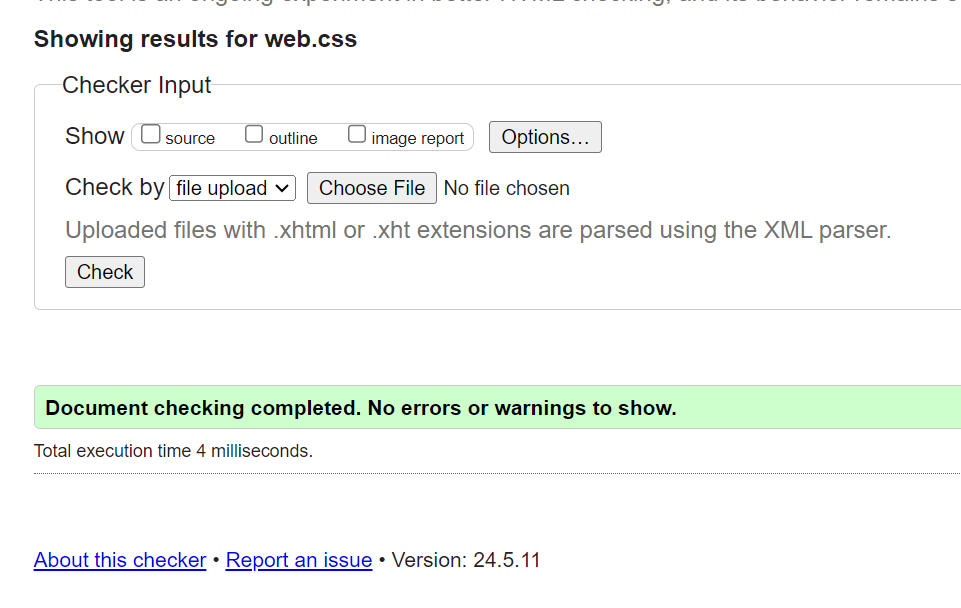 Showing results for web.css
Checker Input
Show source outline image report Options…
Check by file upload Choose File No file chosen
Uploaded files with .xhtml or .xht extensions are parsed using the XML parser.
Check
Document checking completed. No errors or warnings to show.
Total execution time 4 milliseconds.
About this checker • Report an issue • Version: 24.5.11